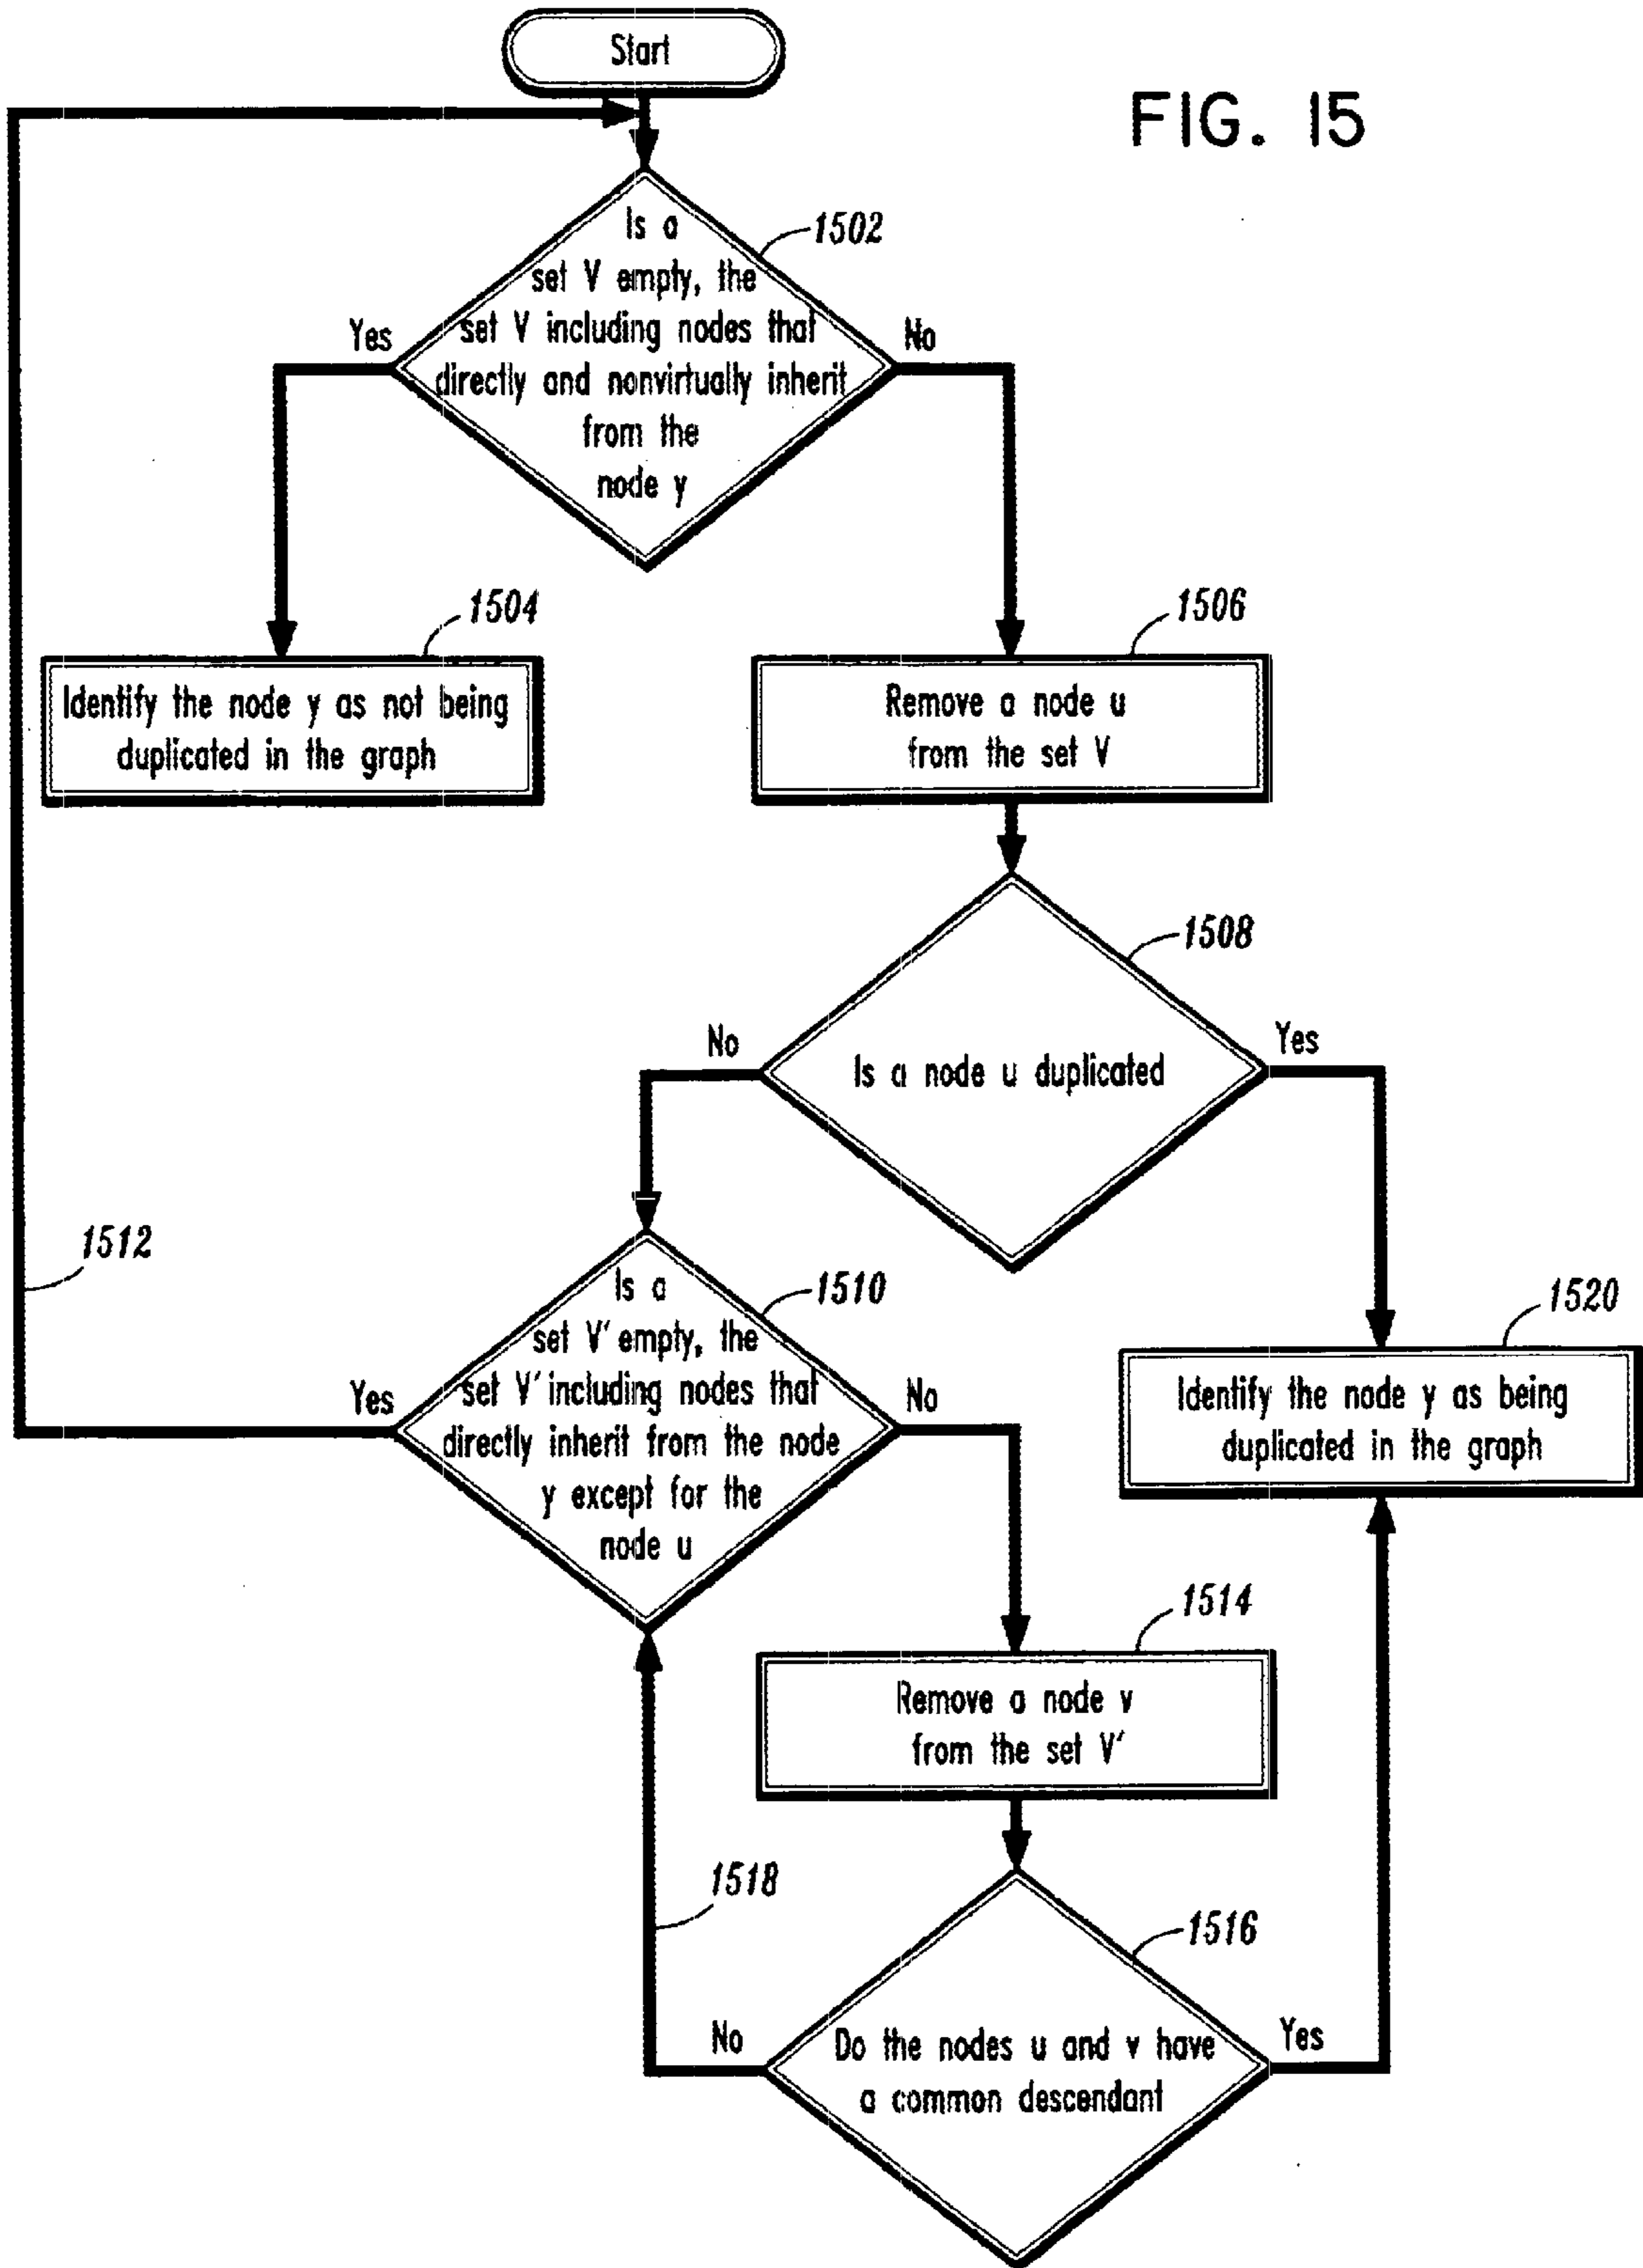 Start
FIG. 15
1502
Is a
set V empty, the
set V including nodes that
directly and nonvirtually inherit
from the
node y
Yes
No
1504
Identify the node y as not being
duplicated in the graph
1506
Remove a node u
from the set V
1508
Is a node u duplicated
No
Yes
1512
1510
Is a
set V' empty, the
set V' including nodes that
directly inherit from the node
y except for the
node u
Yes
No
1520
Identify the node y as being
duplicated in the graph
1514
Remove a node v
from the set V'
1518
1516
Do the nodes u and v have
a common descendant
No
Yes